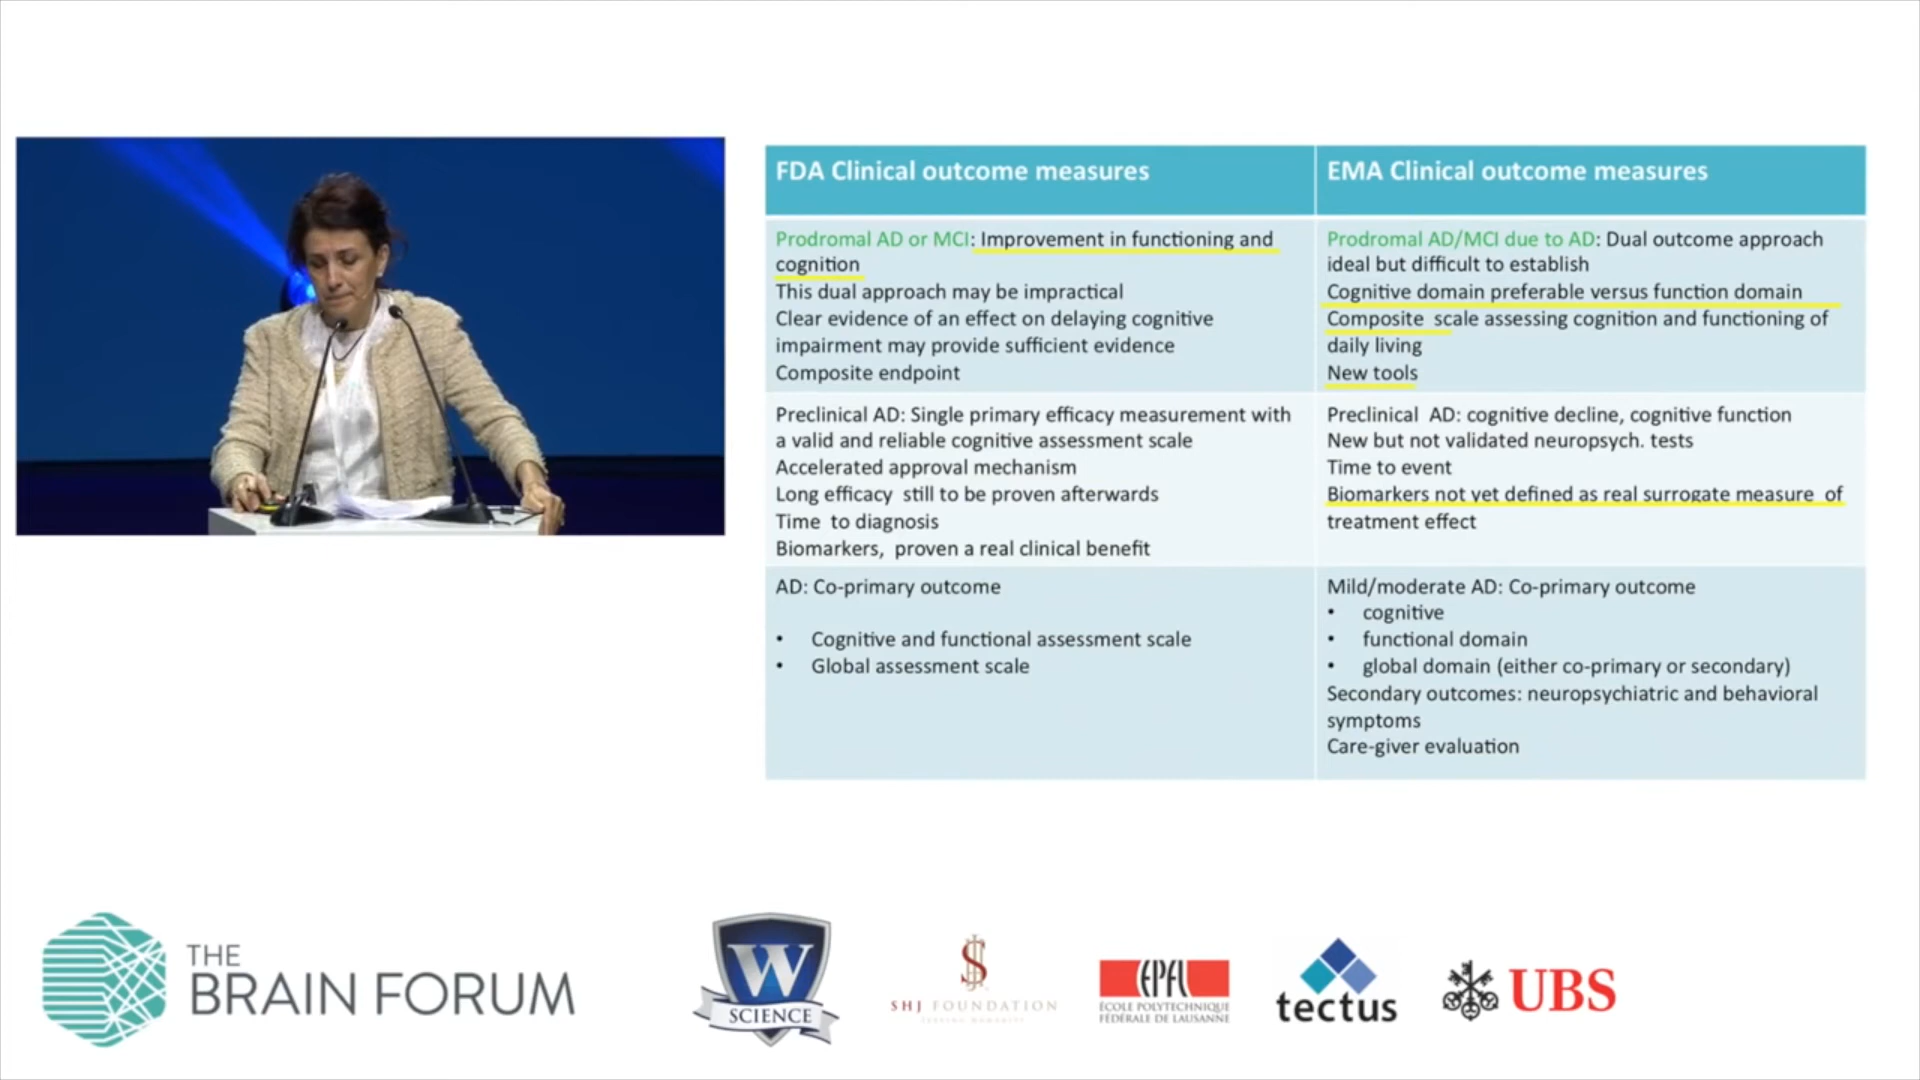 FDA Clinical outcome measures
Prodromal AD or MCI: Improvement in functioning and
cognition
This dual approach may be impractical
Clear evidence of an effect on delaying cognitive
impairment may provide sufficient evidence
Composite endpoint
Preclinical AD: Single primary efficacy measurement with
a valid and reliable cognitive assessment scale
Accelerated approval mechanism
Long efficacy still to be proven afterwards
Time to diagnosis
Biomarkers, proven a real clinical benefit
AD: Co-primary outcome
• Cognitive and functional assessment scale
• Global assessment scale
EMA Clinical outcome measures
Prodromal AD/MCI due to AD: Dual outcome approach
ideal but difficult to establish
Cognitive domain preferable versus function domain
Composite scale assessing cognition and functioning of
daily living
New tools
Preclinical AD: cognitive decline, cognitive function
New but not validated neuropsych. tests
Time to event
Biomarkers not yet defined as real surrogate measure of
treatment effect
Mild/moderate AD: Co-primary outcome
• cognitive
• functional domain
• global domain (either co-primary or secondary)
Secondary outcomes: neuropsychiatric and behavioral
symptoms
Care-giver evaluation
THE
BRAIN FORUM
W
SCIENCE
SHJ FOUNDATION
EPFL
ÉCOLE POLYTECHNIQUE
FÉDÉRALE DE LAUSANNE
tectus
UBS